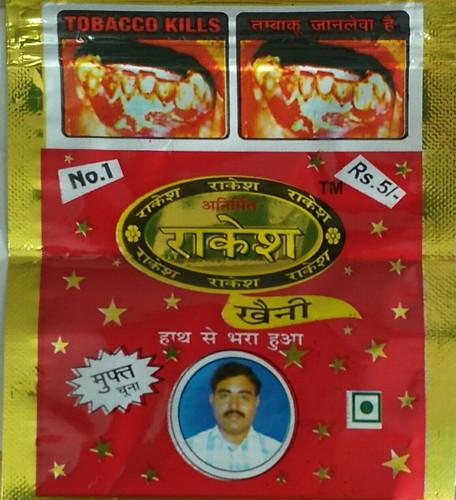 TOBACCO KILLS
तम्बाकू जानलेवा है
No.1
Rs.5/-
TM
राकेश राकेश राकेश
अनिर्मित
राकेश
राकेश राकेश राकेश
खैनी
हाथ से भरा हुआ
मुफ्त
चूना